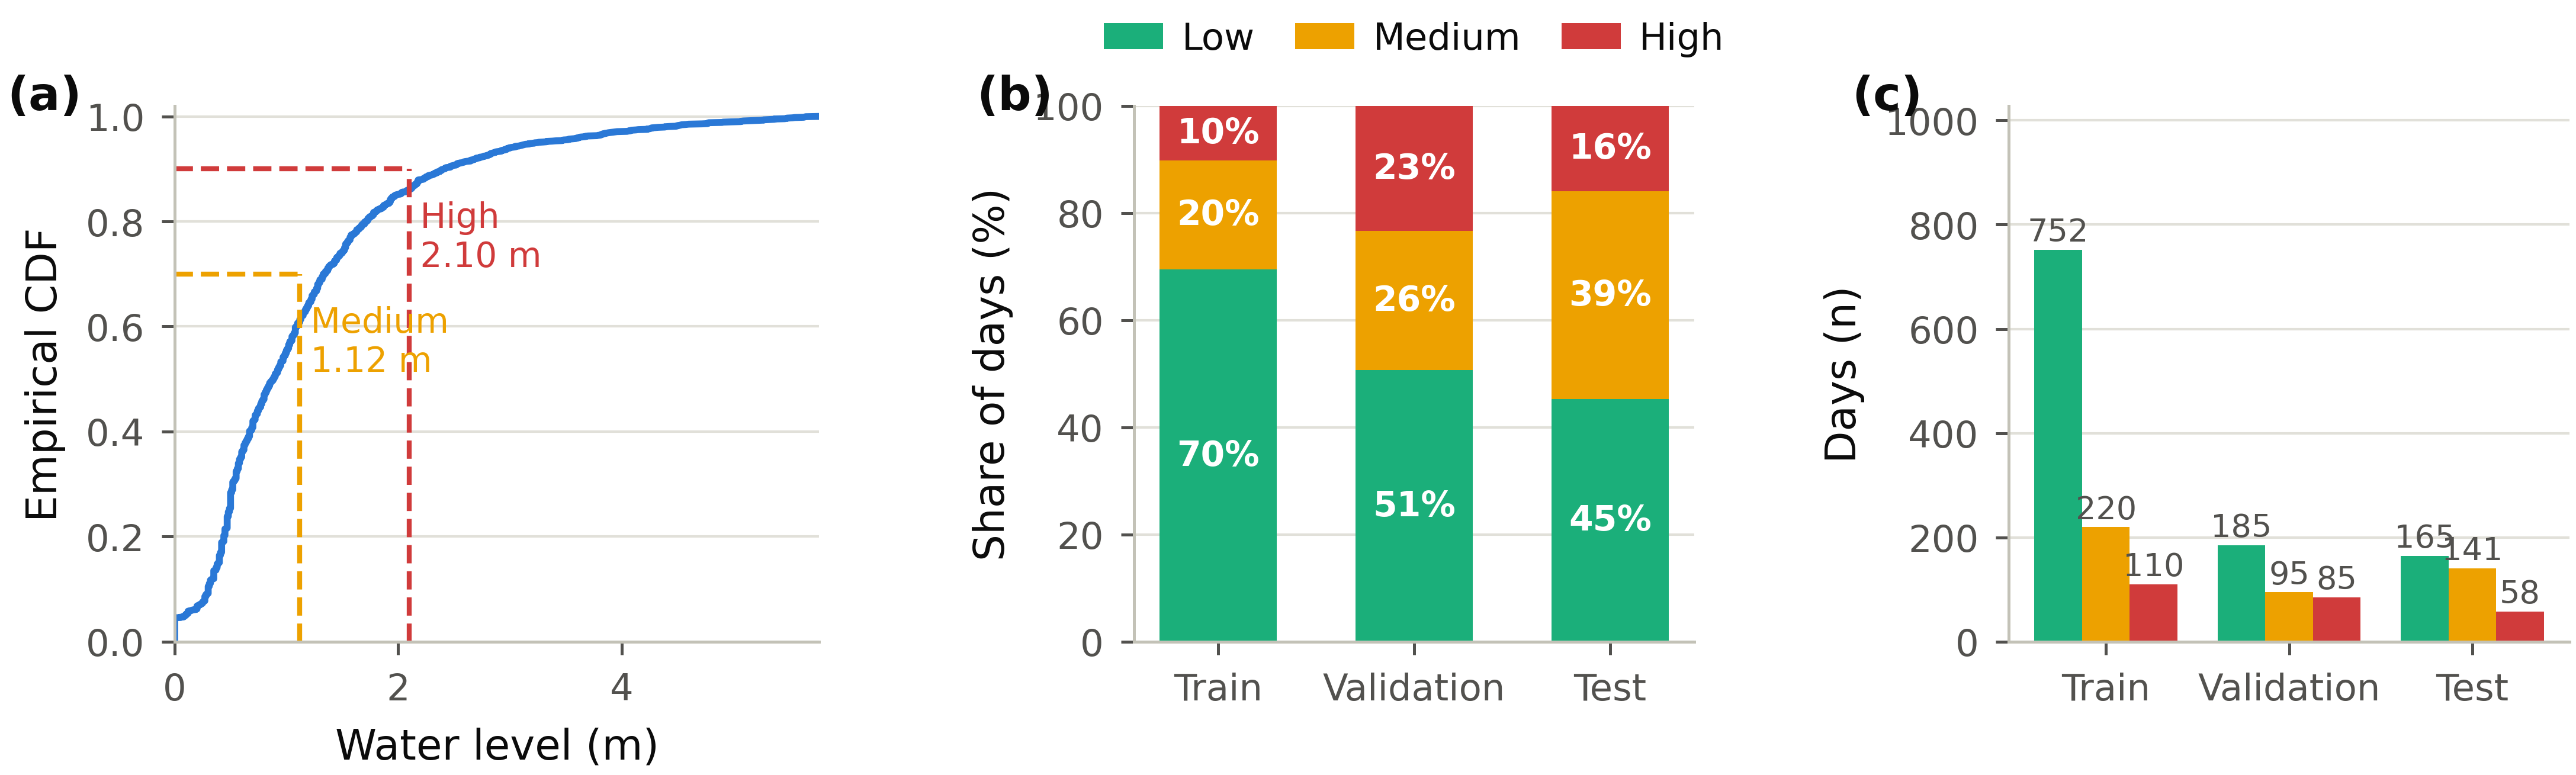 Low Medium High
(a)
1.0
0.8
0.6
0.4
0.2
0.0
Empirical CDF
High
2.10 m
Medium
1.12 m
0 2 4
Water level (m)
(b)
100
80
60
40
20
0
Share of days (%)
10%
20%
70%
23%
26%
51%
16%
39%
45%
Train Validation Test
(c)
1000
800
600
400
200
0
Days (n)
752
220
110
185
95
85
165
141
58
Train Validation Test